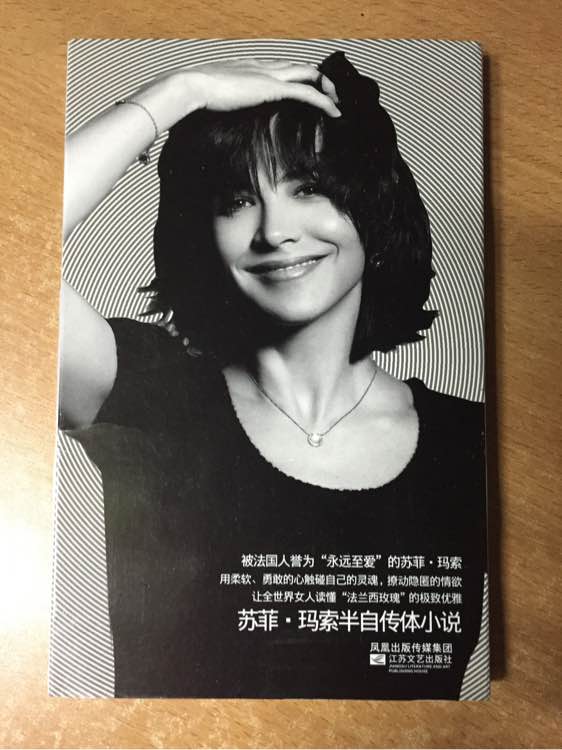 被法国人誉为“永远至爱”的苏菲·玛索
用柔软、勇敢的心触碰自己的灵魂，撩动隐匿的情欲
让全世界女人读懂“法兰西玫瑰”的极致优雅
苏菲·玛索半自传体小说
凤凰出版传媒集团
江苏文艺出版社
JIANGSU LITERATURE AND ART
PUBLISHING HOUSE